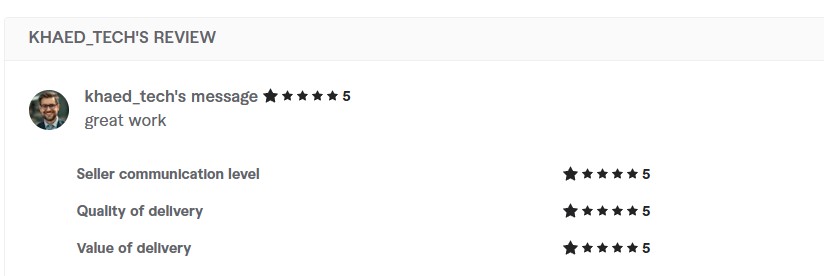 KHAED_TECH'S REVIEW
khaed_tech's message ★★★★★ 5
great work
Seller communication level ★★★★★ 5
Quality of delivery ★★★★★ 5
Value of delivery ★★★★★ 5